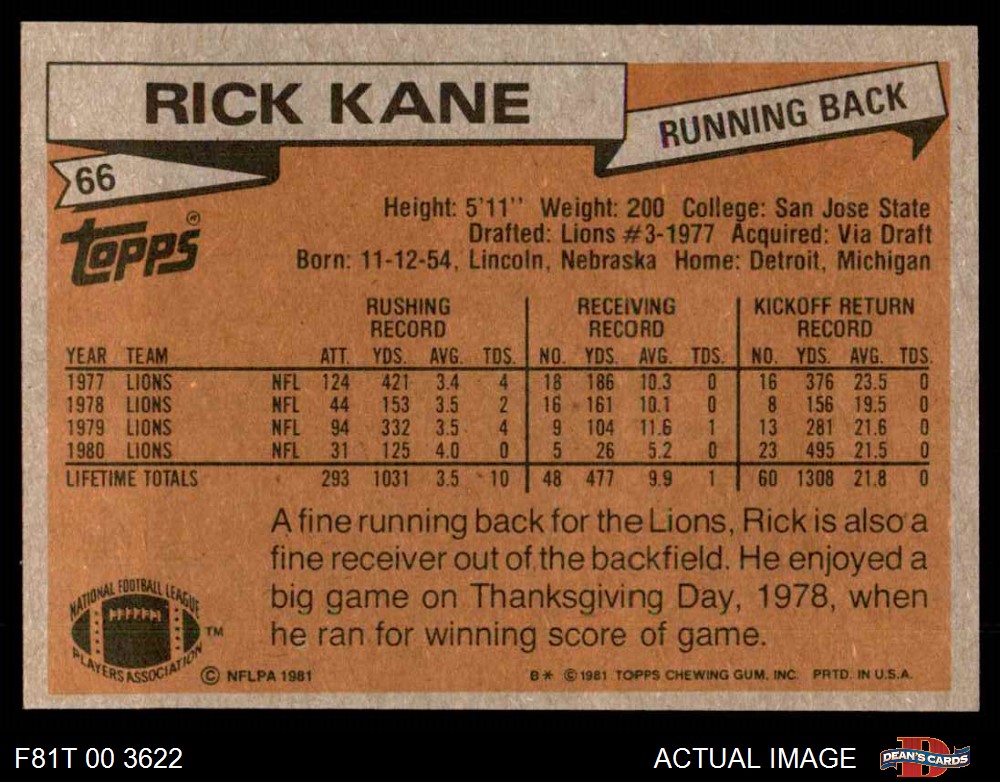 RICK KANE
RUNNING BACK
66
topps®
Height: 5'11'' Weight: 200 College: San Jose State
Drafted: Lions #3-1977 Acquired: Via Draft
Born: 11-12-54, Lincoln, Nebraska Home: Detroit, Michigan
RUSHING RECORD RECEIVING RECORD KICKOFF RETURN RECORD
YEAR TEAM ATT. YDS. AVG. TDS. NO. YDS. AVG. TDS. NO. YDS. AVG. TDS.
1977 LIONS NFL 124 421 3.4 4 18 186 10.3 0 16 376 23.5 0
1978 LIONS NFL 44 153 3.5 2 16 161 10.1 0 8 156 19.5 0
1979 LIONS NFL 94 332 3.5 4 9 104 11.6 1 13 281 21.6 0
1980 LIONS NFL 31 125 4.0 0 5 26 5.2 0 23 495 21.5 0
LIFETIME TOTALS 293 1031 3.5 10 48 477 9.9 1 60 1308 21.8 0
A fine running back for the Lions, Rick is also a
fine receiver out of the backfield. He enjoyed a
big game on Thanksgiving Day, 1978, when
he ran for winning score of game.
NATIONAL FOOTBALL LEAGUE
PLAYERS ASSOCIATION
TM
© NFLPA 1981
B* © 1981 TOPPS CHEWING GUM, INC. PRTD. IN U.S.A.
F81T 00 3622
ACTUAL IMAGE
DEAN'S CARDS